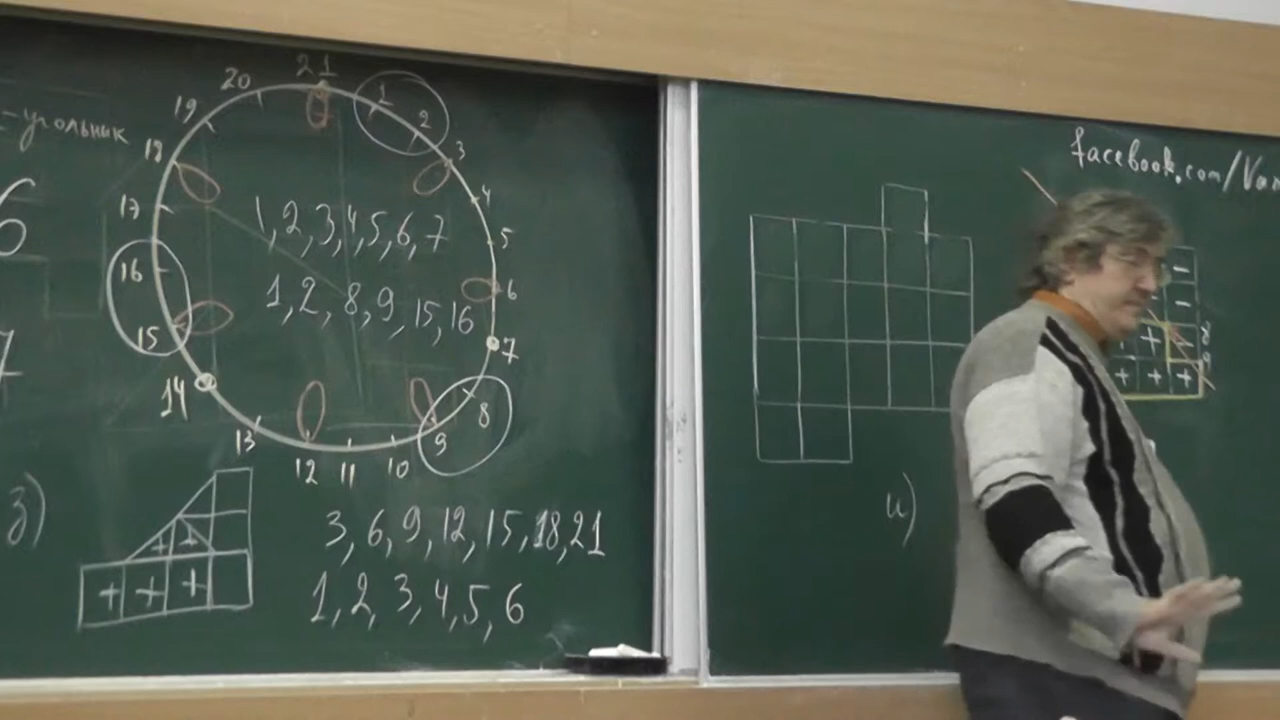 -угольник
6
7
21
1
2
3
4
5
6
7
8
9
10
11
12
13
14
15
16
17
18
19
20
1, 2, 3, 4, 5, 6, 7
1, 2, 8, 9, 15, 16
з)
+ +
+ + +
3, 6, 9, 12, 15, 18, 21
1, 2, 3, 4, 5, 6
facebook.com/Va
и)
-
-
+ +
+ + +
8
9